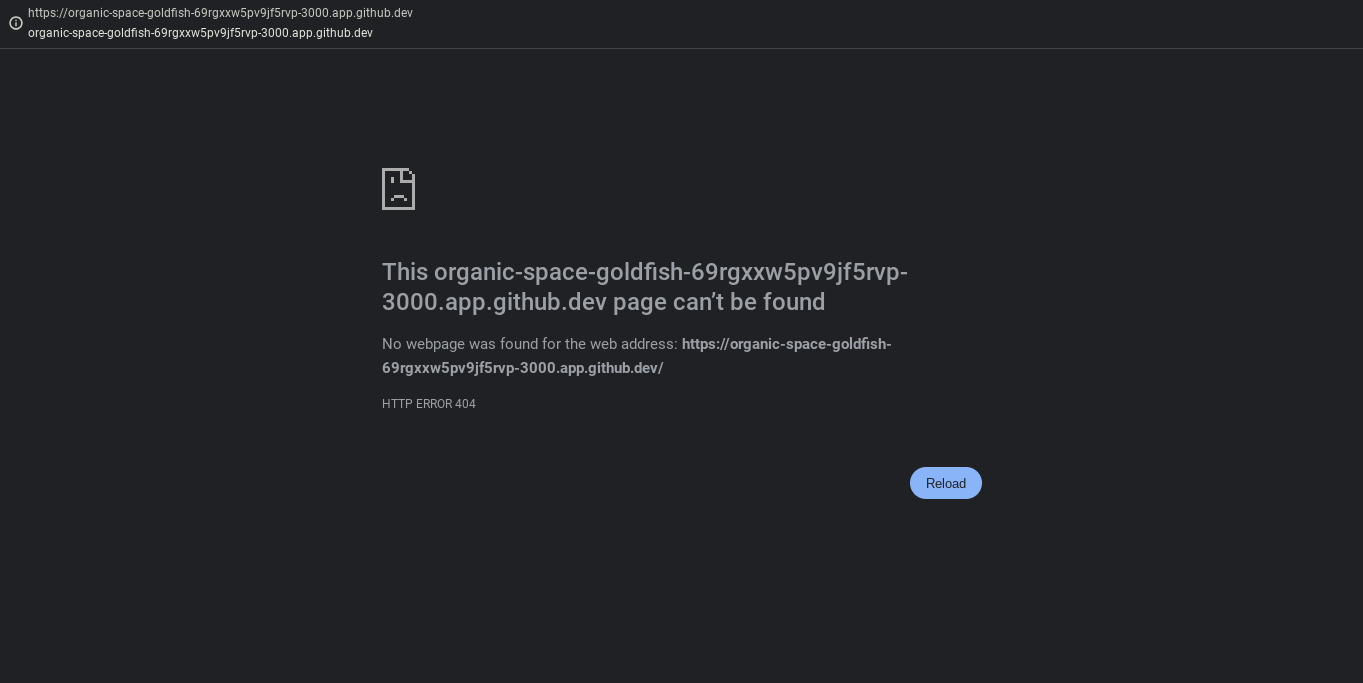 https://organic-space-goldfish-69rgxxw5pv9jf5rvp-3000.app.github.dev
organic-space-goldfish-69rgxxw5pv9jf5rvp-3000.app.github.dev
This organic-space-goldfish-69rgxxw5pv9jf5rvp-
3000.app.github.dev page can’t be found
No webpage was found for the web address: https://organic-space-goldfish-
69rgxxw5pv9jf5rvp-3000.app.github.dev/
HTTP ERROR 404
Reload